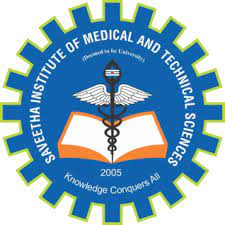 SAVEETHA INSTITUTE OF MEDICAL AND TECHNICAL SCIENCES
(Deemed to be University)
2005
Knowledge Conquers All